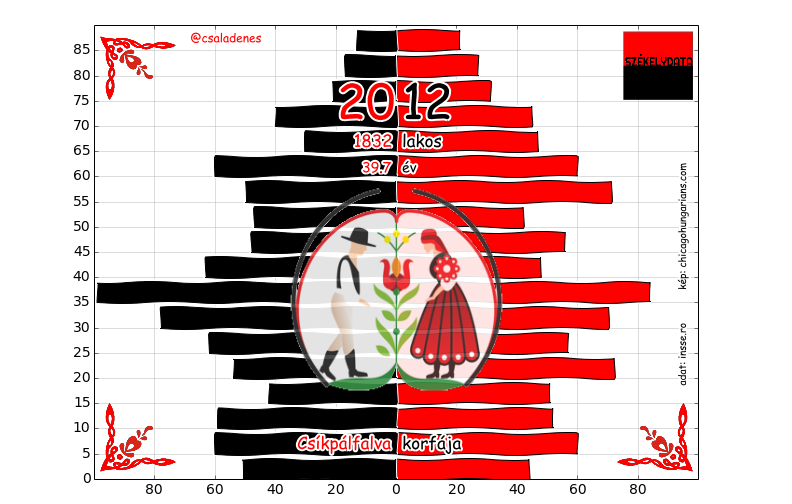 @csaladenes
SZÉKELYDATA
2012
1832 lakos
39.7 év
kép: chicagohungarians.com
adat: insse.ro
Csíkpálfalva korfája
85
80
75
70
65
60
55
50
45
40
35
30
25
20
15
10
5
0
80 60 40 20 0 20 40 60 80